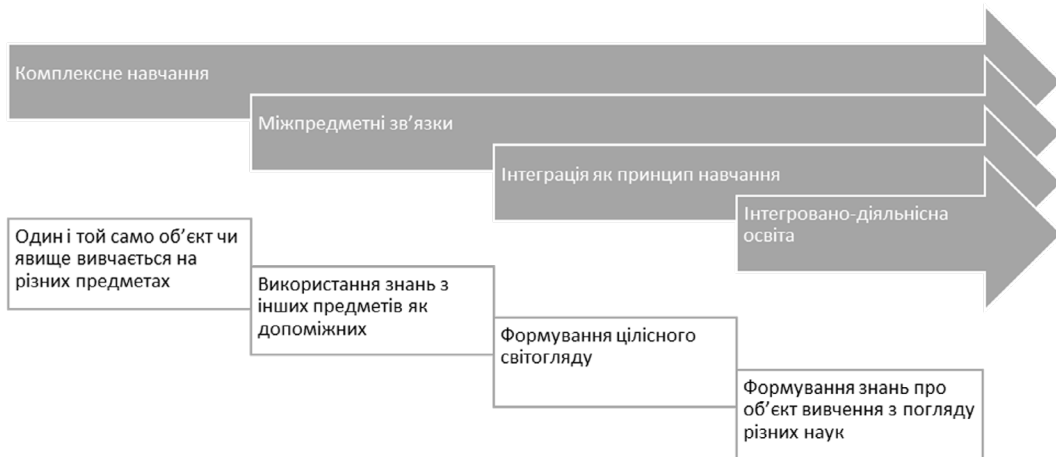 Комплексне навчання
Міжпредметні зв’язки
Інтеграція як принцип навчання
Інтегровано-діяльнісна
освіта
Один і той само об’єкт чи
явище вивчається на
різних предметах
Використання знань з
інших предметів як
допоміжних
Формування цілісного
світогляду
Формування знань про
об’єкт вивчення з погляду
різних наук